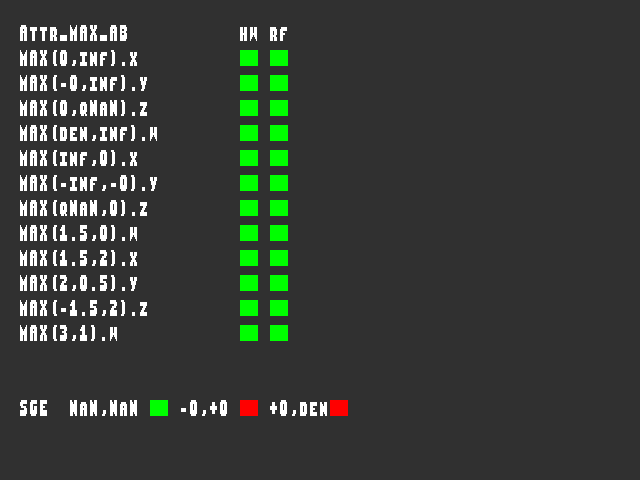 ATTR_MAX_AB HW RF
MAX(0,INF).X
MAX(-0,INF).Y
MAX(0,QNAN).Z
MAX(DEN,INF).W
MAX(INF,0).X
MAX(-INF,-0).Y
MAX(QNAN,0).Z
MAX(1.5,0).W
MAX(1.5,2).X
MAX(2,0.5).Y
MAX(-1.5,2).Z
MAX(3,1).W
SGE NAN,NAN -0,+0 +0,DEN